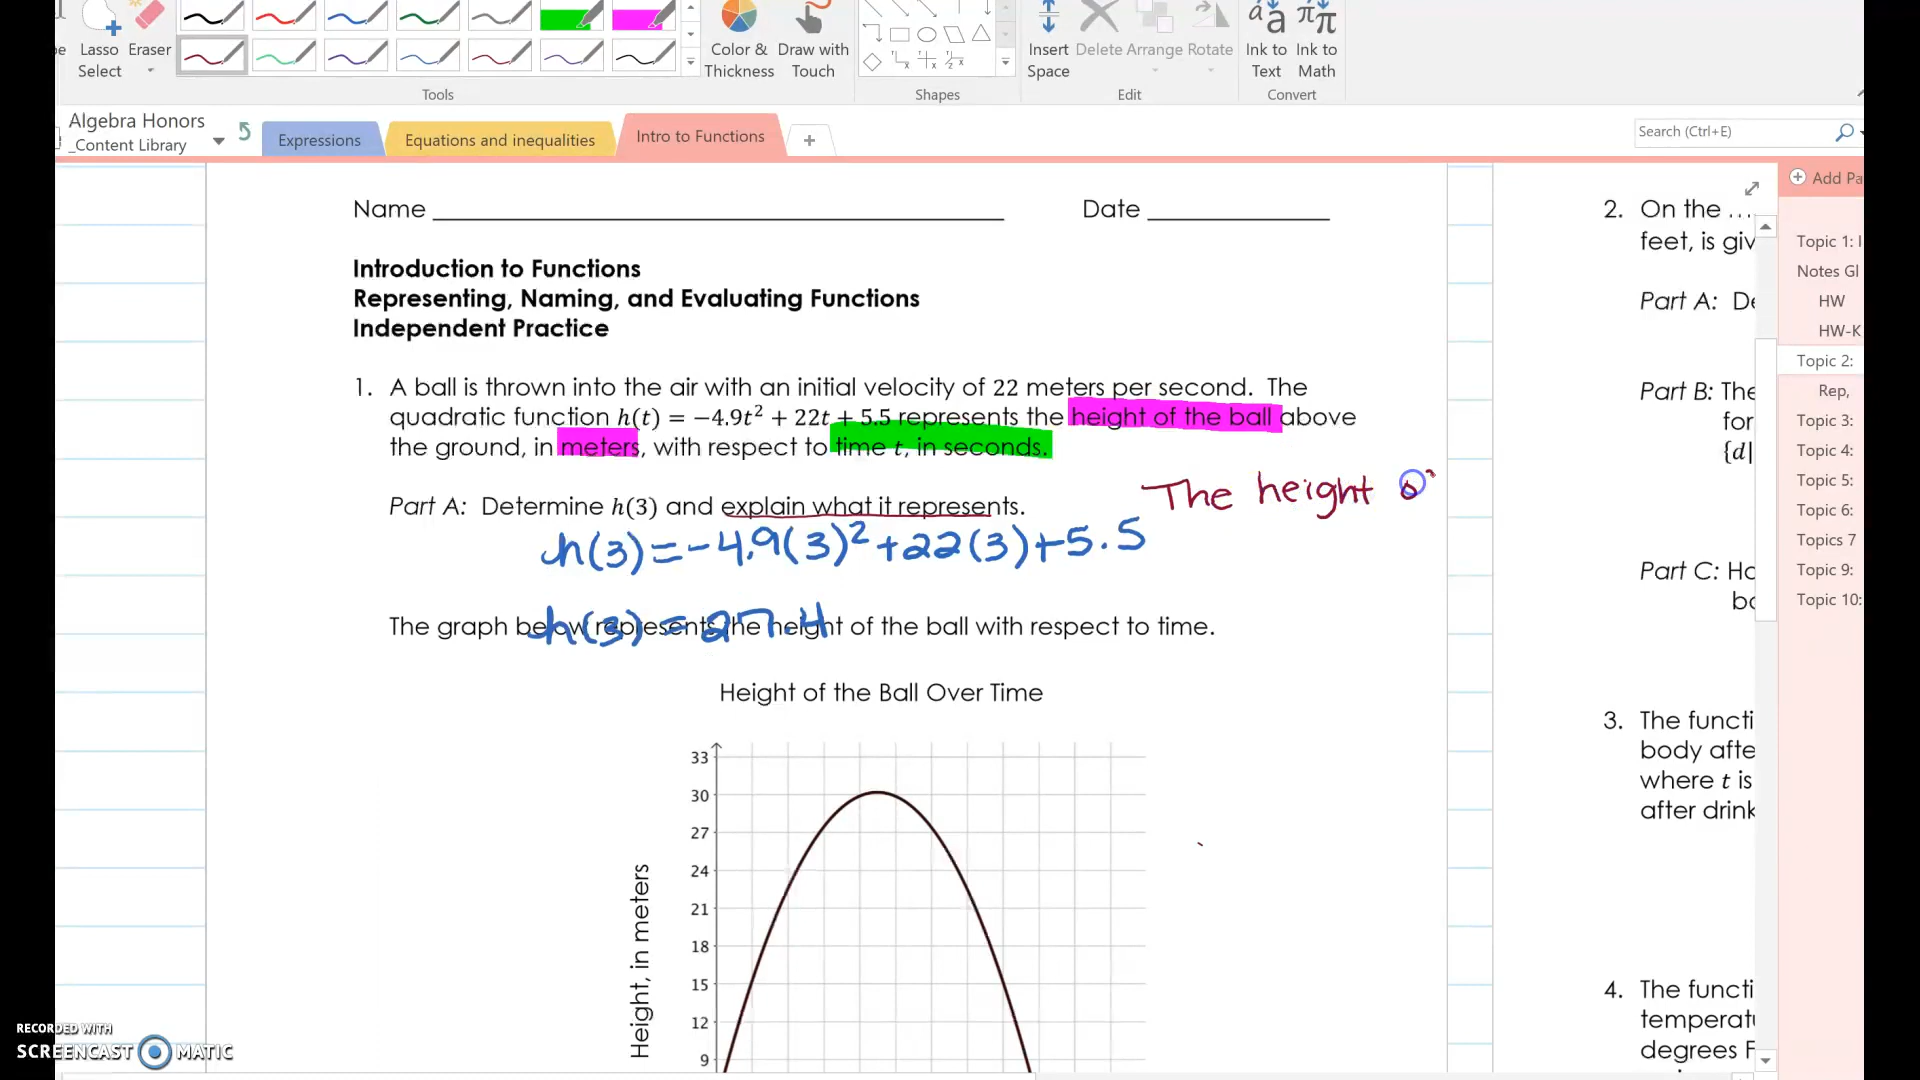 Lasso
Select
Eraser
Color &
Thickness
Draw with
Touch
Insert
Space
Delete
Arrange
Rotate
Ink to
Text
Ink to
Math
Tools
Shapes
Edit
Convert
Algebra Honors
_Content Library
Expressions
Equations and inequalities
Intro to Functions
Search (Ctrl+E)
Name
Date
Introduction to Functions
Representing, Naming, and Evaluating Functions
Independent Practice
1. A ball is thrown into the air with an initial velocity of 22 meters per second. The
quadratic function h(t) = −4.9t² + 22t + 5.5 represents the height of the ball above
the ground, in meters, with respect to time t, in seconds.
The height
Part A: Determine h(3) and explain what it represents.
h(3)=-4.9(3)²+22(3)+5.5
h(3)=27.4
The graph below represents the height of the ball with respect to time.
Height of the Ball Over Time
Height, in meters
33
30
27
24
21
18
15
12
9
2. On the
feet, is giv
Part A: De
Part B: The
for
{d|
Part C: Ho
bo
3. The functi
body afte
where t is
after drink
4. The functi
temperatu
degrees F
Add Pa
Topic 1: I
Notes Gl
HW
HW-K
Topic 2:
Rep,
Topic 3:
Topic 4:
Topic 5:
Topic 6:
Topics 7
Topic 9:
Topic 10:
RECORDED WITH
SCREENCAST MATIC